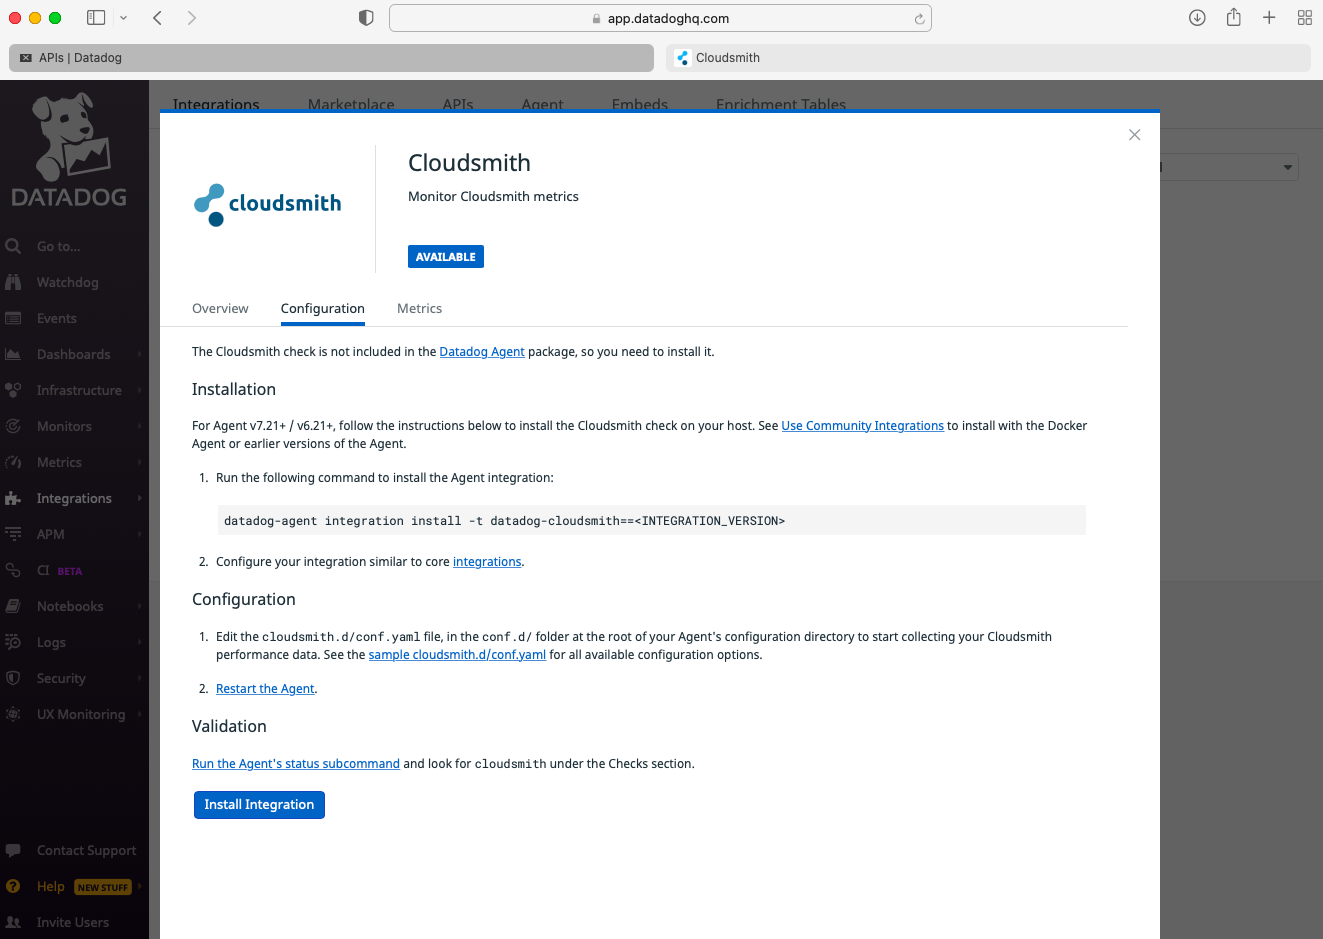 app.datadoghq.com
APIs | Datadog
Cloudsmith
Integrations Marketplace APIs Agent Embeds Enrichment Tables
DATADOG
Go to...
Watchdog
Events
Dashboards
Infrastructure
Monitors
Metrics
Integrations
APM
CI BETA
Notebooks
Logs
Security
UX Monitoring
Contact Support
Help NEW STUFF
Invite Users
cloudsmith
Cloudsmith
Monitor Cloudsmith metrics
AVAILABLE
Overview Configuration Metrics
The Cloudsmith check is not included in the Datadog Agent package, so you need to install it.
Installation
For Agent v7.21+ / v6.21+, follow the instructions below to install the Cloudsmith check on your host. See Use Community Integrations to install with the Docker
Agent or earlier versions of the Agent.
1. Run the following command to install the Agent integration:
datadog-agent integration install -t datadog-cloudsmith==<INTEGRATION_VERSION>
2. Configure your integration similar to core integrations.
Configuration
1. Edit the cloudsmith.d/conf.yaml file, in the conf.d/ folder at the root of your Agent's configuration directory to start collecting your Cloudsmith
performance data. See the sample cloudsmith.d/conf.yaml for all available configuration options.
2. Restart the Agent.
Validation
Run the Agent's status subcommand and look for cloudsmith under the Checks section.
Install Integration